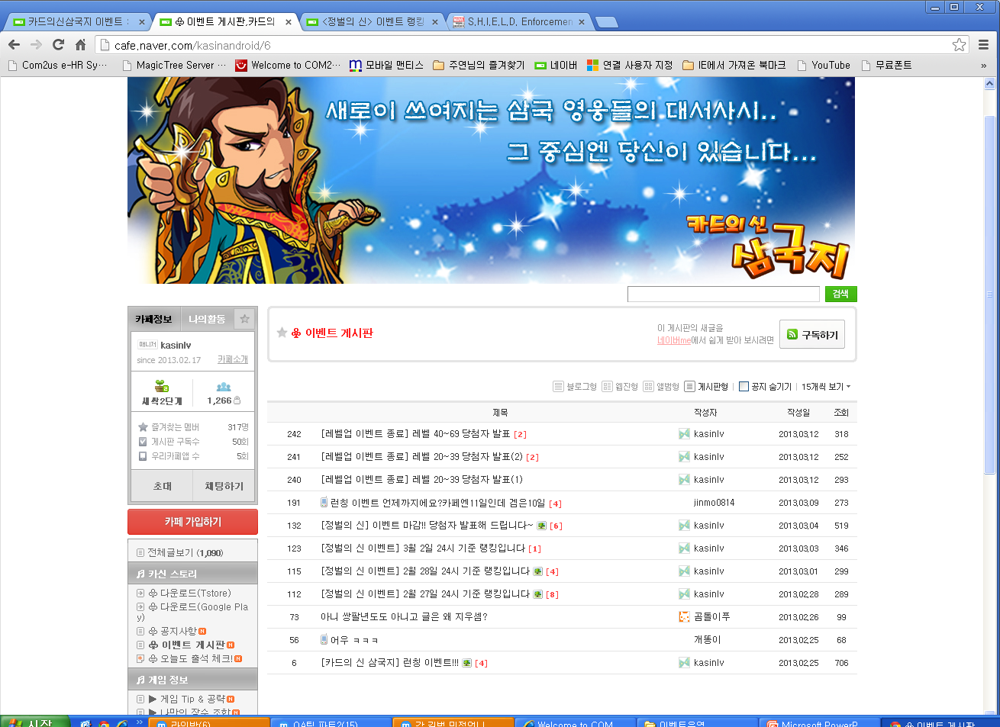 카드의신삼국지 이벤트 :
♧ 이벤트 게시판,카드의
<정벌의 신> 이벤트 랭킹
S,H,I,E,L,D, Enforcemen
cafe.naver.com/kasinandroid/6
Com2us e-HR Sy…
MagicTree Server …
Welcome to COM2…
모바일 맨티스
주연님의 즐겨찾기
네이버
연결 사용자 지정
IE에서 가져온 북마크
YouTube
무료폰트
»
새로이 쓰여지는 삼국 영웅들의 대서사시..
그 중심엔 당신이 있습니다...
카드의 신
삼국지
검색
카페정보 나의활동
매니저 kasinlv
since 2013.02.17 카페소개
새싹2단계 1,266
즐겨찾는 멤버 317명
게시판 구독수 50회
우리카페앱 수 5회
초대 채팅하기
카페 가입하기
전체글보기 (1,090)
카신 스토리
♧ 다운로드(Tstore)
♧ 다운로드(Google Pla
y)
♧ 공지사항 N
♧ 이벤트 게시판 N
♧ 오늘도 출석 체크! N
게임 정보
▶ 게임 Tip & 공략 N
▶ 나만의 장수 조합 N
♧ 이벤트 게시판
이 게시판의 새글을
네이버me에서 쉽게 받아 보시려면
구독하기
블로그형 웹진형 앨범형 게시판형 | 공지 숨기기 | 15개씩 보기
제목 작성자 작성일 조회
242 [레벨업 이벤트 종료] 레벨 40~69 당첨자 발표 [2] kasinlv 2013.03.12 318
241 [레벨업 이벤트 종료] 레벨 20~39 당첨자 발표(2) [2] kasinlv 2013.03.12 252
240 [레벨업 이벤트 종료] 레벨 20~39 당첨자 발표(1) kasinlv 2013.03.12 293
191 런칭 이벤트 언제까지에요?카페엔11일인데 겜은10일 [4] jinmo0814 2013.03.09 273
132 [정벌의 신] 이벤트 마감!! 당첨자 발표해 드립니다~ [6] kasinlv 2013.03.04 519
123 [정벌의 신 이벤트] 3월 2일 24시 기준 랭킹입니다 [1] kasinlv 2013.03.03 346
115 [정벌의 신 이벤트] 2월 28일 24시 기준 랭킹입니다 [4] kasinlv 2013.03.01 299
112 [정벌의 신 이벤트] 2월 27일 24시 기준 랭킹입니다 [8] kasinlv 2013.02.28 289
73 아니 쌍팔년도도 아니고 글은 왜 지우셈? 곰돌이푸 2013.02.26 99
56 어우 ㅋㅋㅋ 개똥이 2013.02.25 68
6 [카드의 신 삼국지] 런칭 이벤트!!! [4] kasinlv 2013.02.25 706
시작
라인방(6)
QA팀 파트2(15)
Welcome to COM
이벤트운영
Microsoft PowerP
♧ 이벤트 게시판